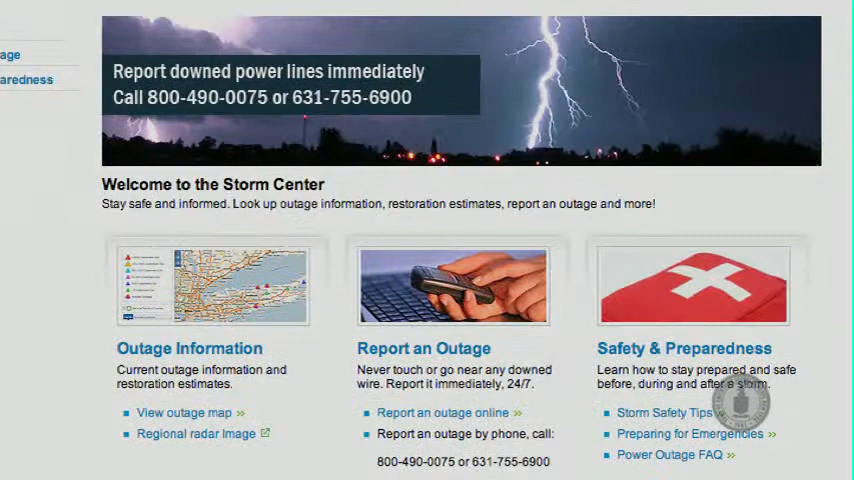 Report downed power lines immediately
Call 800-490-0075 or 631-755-6900
age
aredness
Welcome to the Storm Center
Stay safe and informed. Look up outage information, restoration estimates, report an outage and more!
Outage Information
Current outage information and
restoration estimates.
View outage map »
Regional radar Image
Report an Outage
Never touch or go near any downed
wire. Report it immediately, 24/7.
Report an outage online »
Report an outage by phone, call:
800-490-0075 or 631-755-6900
Safety & Preparedness
Learn how to stay prepared and safe
before, during and after a storm.
Storm Safety Tips
Preparing for Emergencies »
Power Outage FAQ »